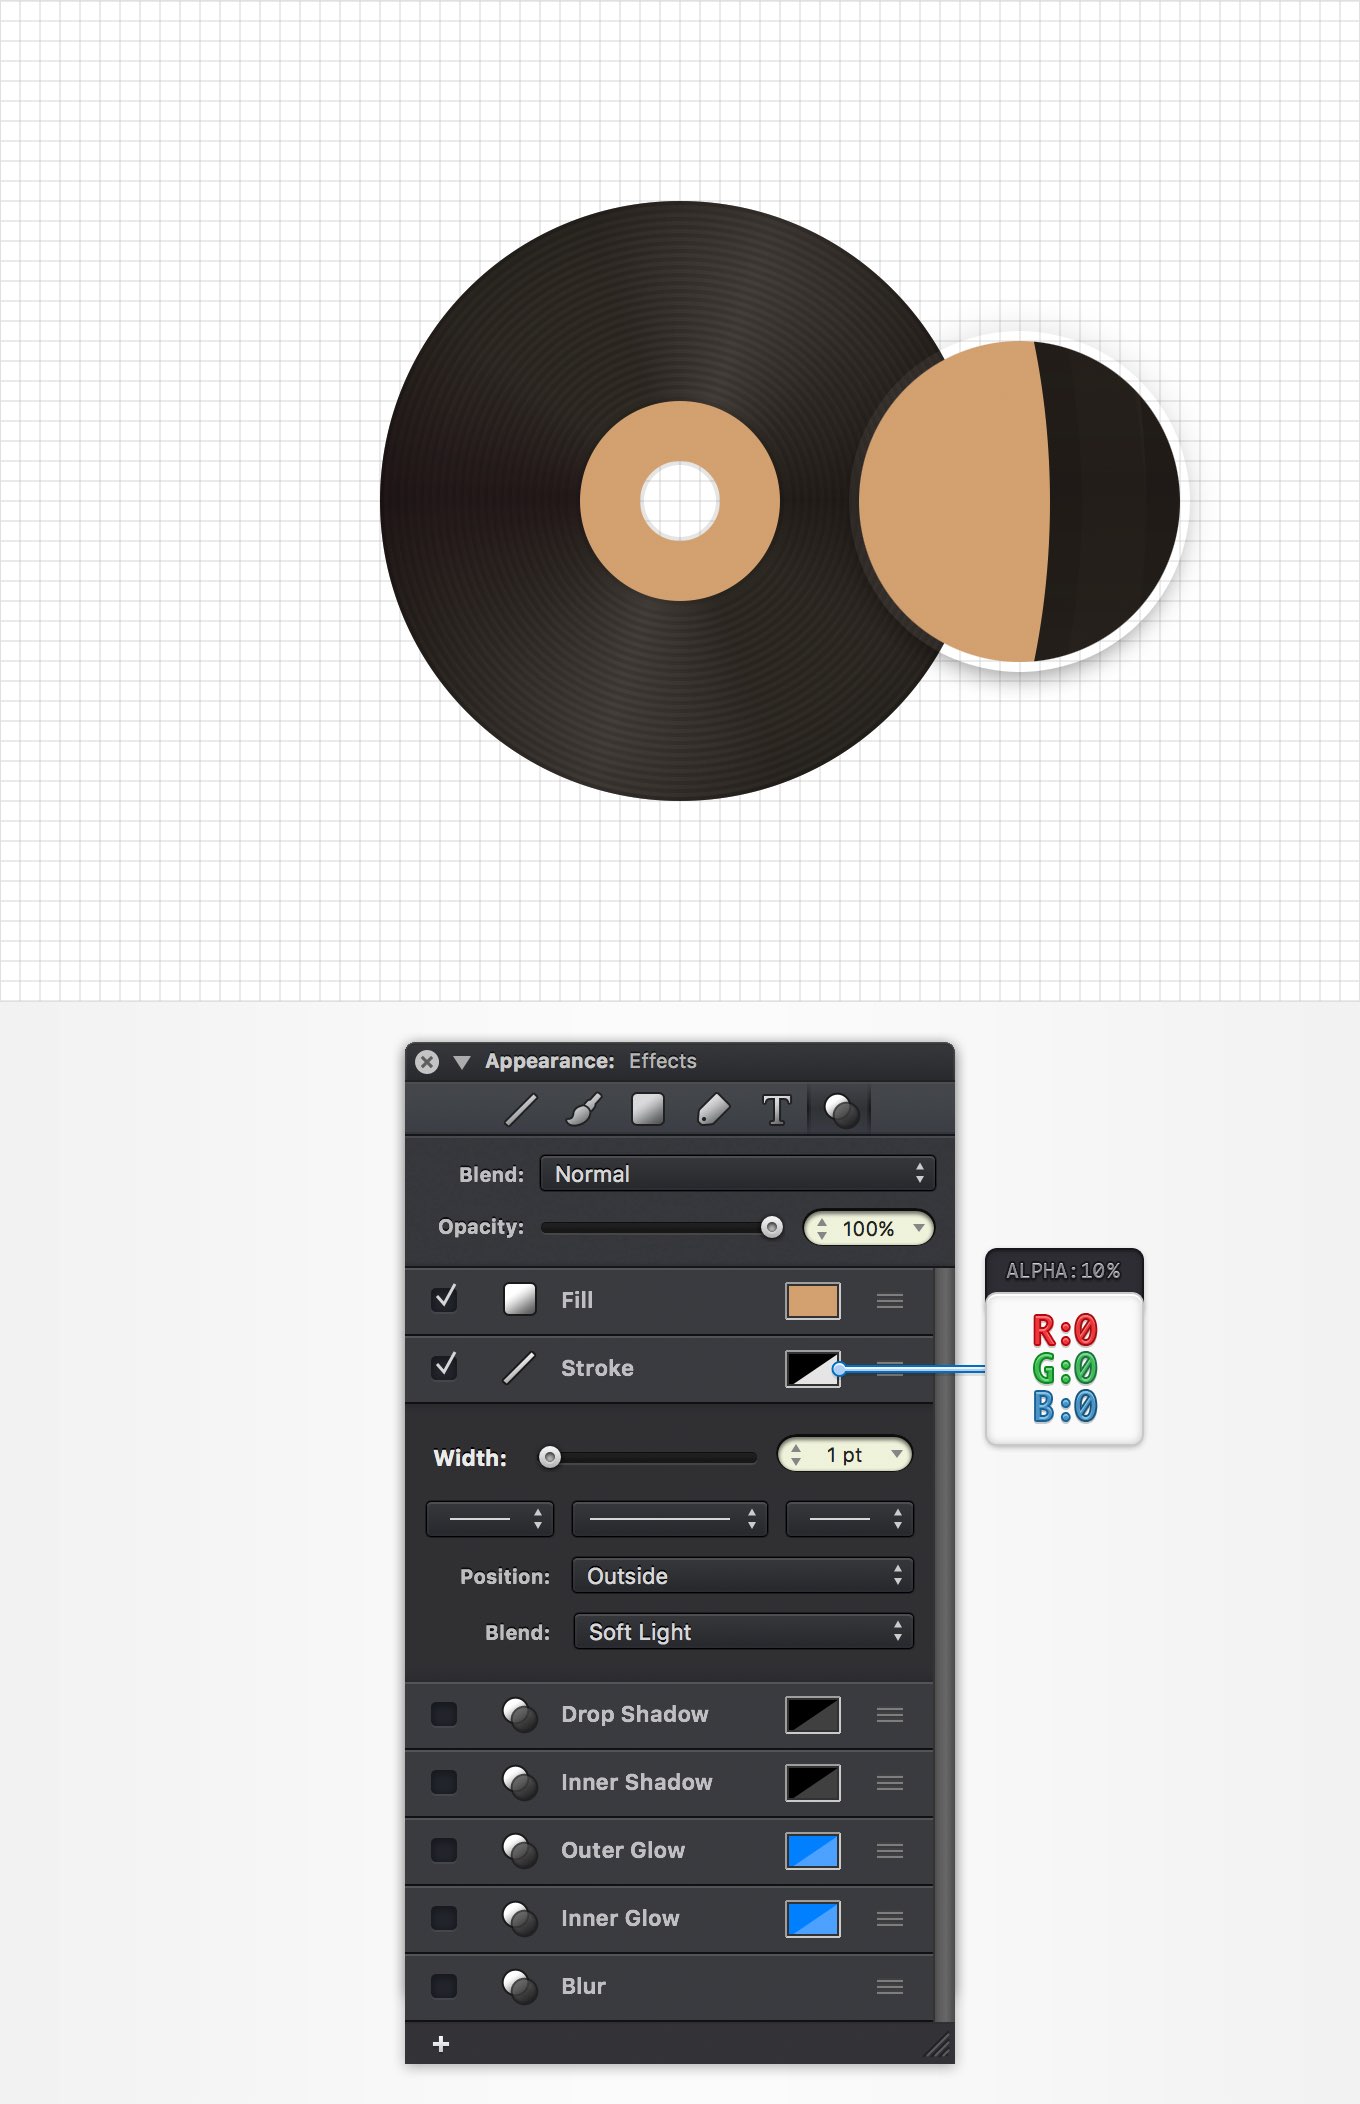 Appearance: Effects
T
Blend: Normal
Opacity: 100%
Fill
ALPHA:10%
R:0
G:0
B:0
Stroke
Width: 1 pt
Position: Outside
Blend: Soft Light
Drop Shadow
Inner Shadow
Outer Glow
Inner Glow
Blur
+